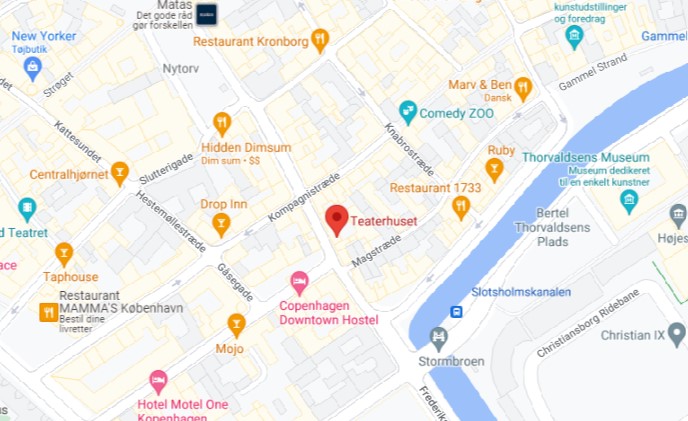 Matas
Det gode råd
gør forskellen
kunstudstillinger
og foredrag
New Yorker
Tøjbutik
Restaurant Kronborg
Gammel
Nytorv
Strøget
Gammel Strand
Marv & Ben
Dansk
Comedy ZOO
Kattesundet
Knabrostræde
Hidden Dimsum
Dim sum • $$
Ruby
Thorvaldsens Museum
Museum dedikeret
til en enkelt kunstner
Centralhjørnet
Slutterigade
Restaurant 1733
Kompagnistræde
Drop Inn
Hestemøllestræde
Teaterhuset
Bertel
Thorvaldsens
Plads
Højes
d Teatret
Magstræde
ace
Taphouse
Gåsegade
Restaurant
MAMMA'S København
Bestil dine
livretter
Copenhagen
Downtown Hostel
Slotsholmskanalen
Christiansborg Ridebane
Christian IX
Mojo
Stormbroen
Hotel Motel One
Kopenhagen
Frederiks
us